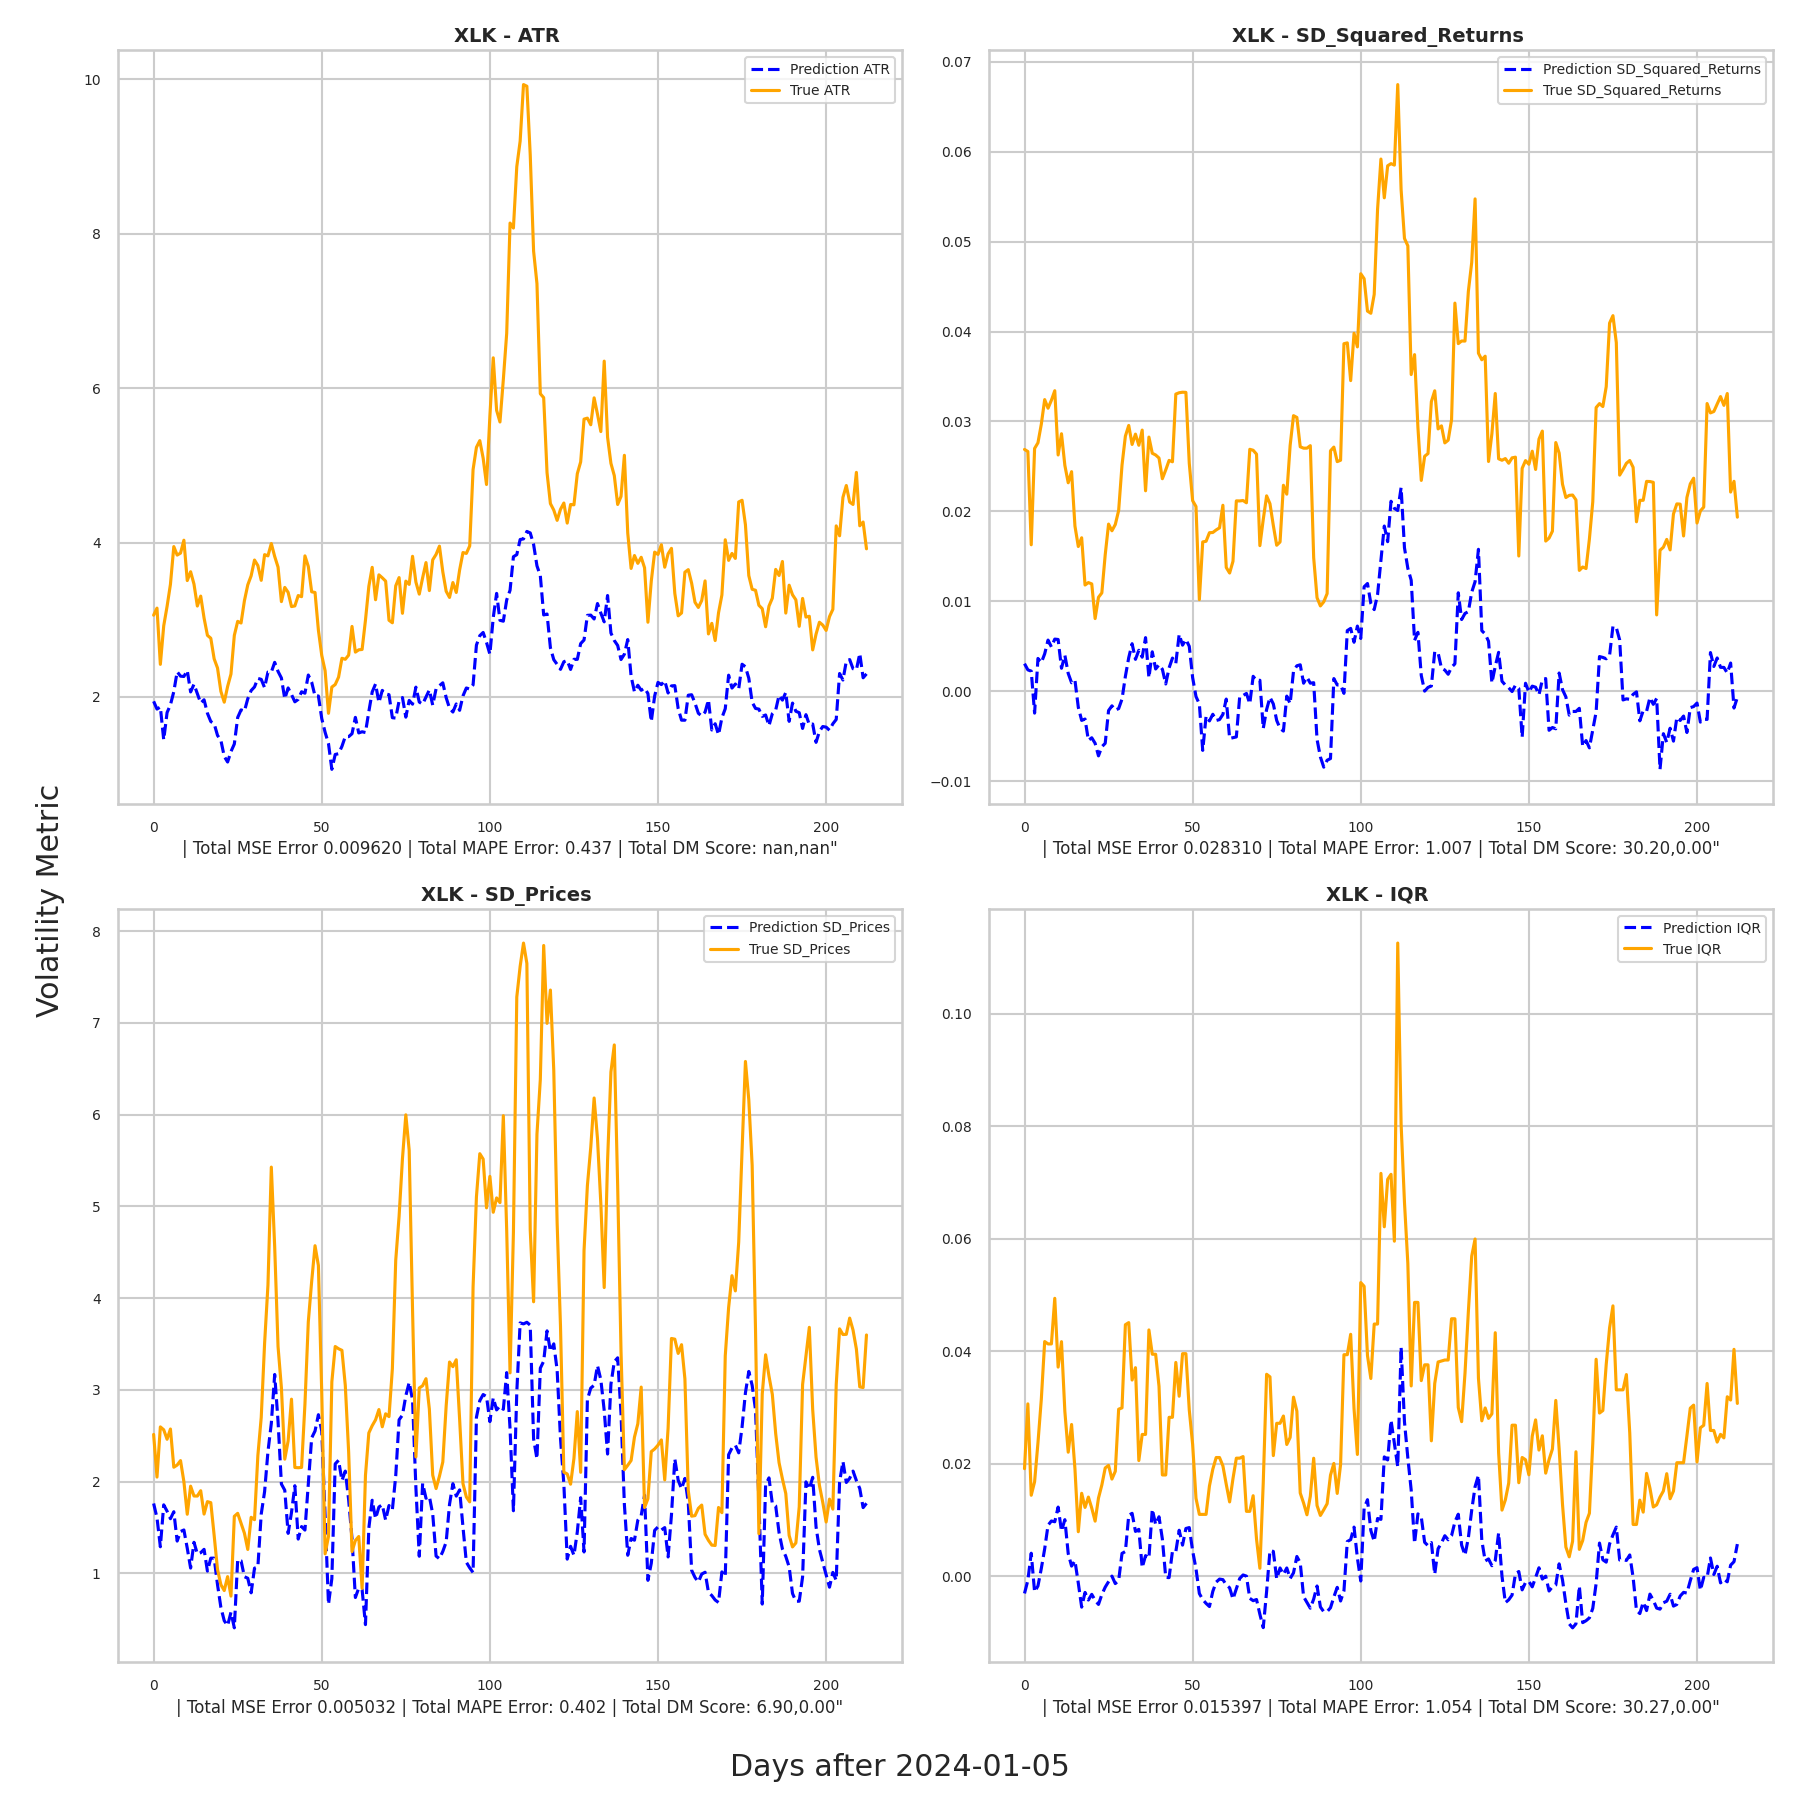 XLK - ATR
Prediction ATR
True ATR
10
8
6
4
2
0 50 100 150 200
| Total MSE Error 0.009620 | Total MAPE Error: 0.437 | Total DM Score: nan,nan"
XLK - SD_Squared_Returns
Prediction SD_Squared_Returns
True SD_Squared_Returns
0.07
0.06
0.05
0.04
0.03
0.02
0.01
0.00
−0.01
0 50 100 150 200
| Total MSE Error 0.028310 | Total MAPE Error: 1.007 | Total DM Score: 30.20,0.00"
Volatility Metric
XLK - SD_Prices
Prediction SD_Prices
True SD_Prices
8
7
6
5
4
3
2
1
0 50 100 150 200
| Total MSE Error 0.005032 | Total MAPE Error: 0.402 | Total DM Score: 6.90,0.00"
XLK - IQR
Prediction IQR
True IQR
0.10
0.08
0.06
0.04
0.02
0.00
0 50 100 150 200
| Total MSE Error 0.015397 | Total MAPE Error: 1.054 | Total DM Score: 30.27,0.00"
Days after 2024-01-05